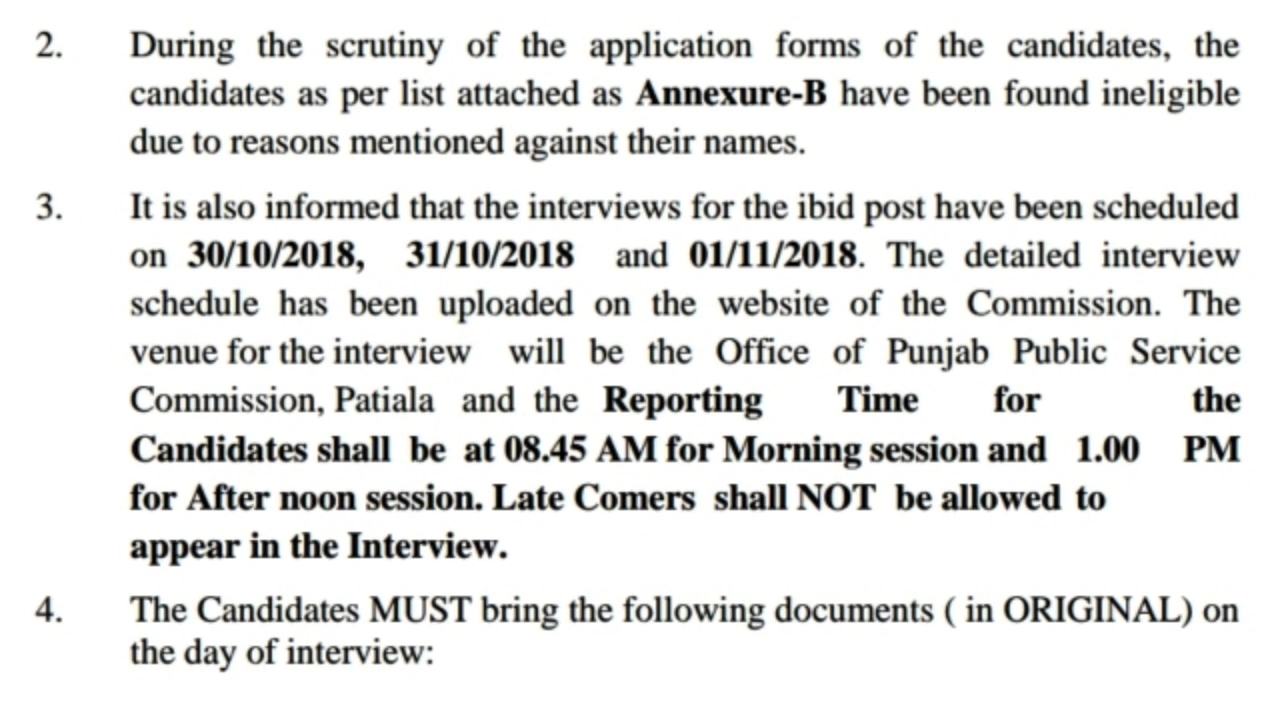 2. During the scrutiny of the application forms of the candidates, the
candidates as per list attached as Annexure-B have been found ineligible
due to reasons mentioned against their names.
3. It is also informed that the interviews for the ibid post have been scheduled
on 30/10/2018, 31/10/2018 and 01/11/2018. The detailed interview
schedule has been uploaded on the website of the Commission. The
venue for the interview will be the Office of Punjab Public Service
Commission, Patiala and the Reporting Time for the
Candidates shall be at 08.45 AM for Morning session and 1.00 PM
for After noon session. Late Comers shall NOT be allowed to
appear in the Interview.
4. The Candidates MUST bring the following documents ( in ORIGINAL) on
the day of interview: